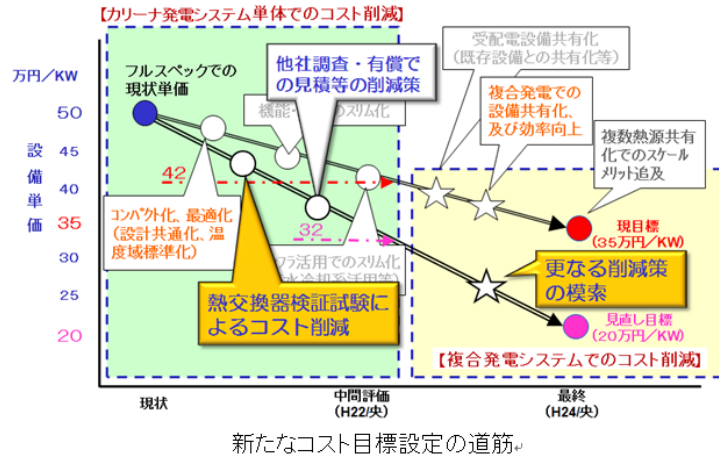 【カリーナ発電システム単体でのコスト削減】
万円／KW
50
45
40
35
30
25
20
設備単価
フルスペックでの
現状単価
他社調査・有償で
の見積等の削減策
受配電設備共有化
（既存設備との共有化等）
機能・
のスリム化
複合発電での
設備共有化、
及び効率向上
複数熱源共有
化でのスケール
メリット追及
42
32
コンパクト化、最適化
（設計共通化、温
度域標準化）
フラ活用でのスリム化
水冷却系活用等）
熱交換器検証試験に
よるコスト削減
現目標
（35万円／KW）
更なる削減策
の模索
見直し目標
（20万円／KW）
【複合発電システムでのコスト削減】
現状
中間評価
（H22/央）
最終
（H24/央）
新たなコスト目標設定の道筋